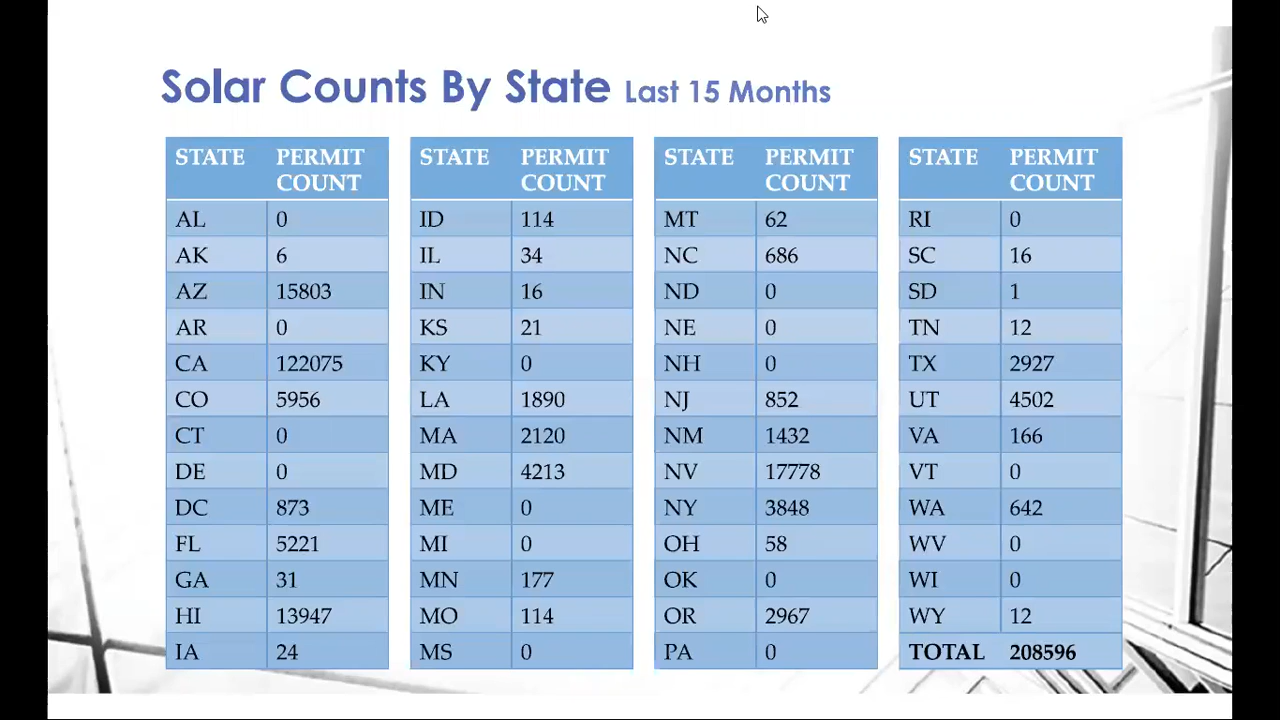 Solar Counts By State Last 15 Months
STATE PERMIT COUNT
AL 0
AK 6
AZ 15803
AR 0
CA 122075
CO 5956
CT 0
DE 0
DC 873
FL 5221
GA 31
HI 13947
IA 24
STATE PERMIT COUNT
ID 114
IL 34
IN 16
KS 21
KY 0
LA 1890
MA 2120
MD 4213
ME 0
MI 0
MN 177
MO 114
MS 0
STATE PERMIT COUNT
MT 62
NC 686
ND 0
NE 0
NH 0
NJ 852
NM 1432
NV 17778
NY 3848
OH 58
OK 0
OR 2967
PA 0
STATE PERMIT COUNT
RI 0
SC 16
SD 1
TN 12
TX 2927
UT 4502
VA 166
VT 0
WA 642
WV 0
WI 0
WY 12
TOTAL 208596